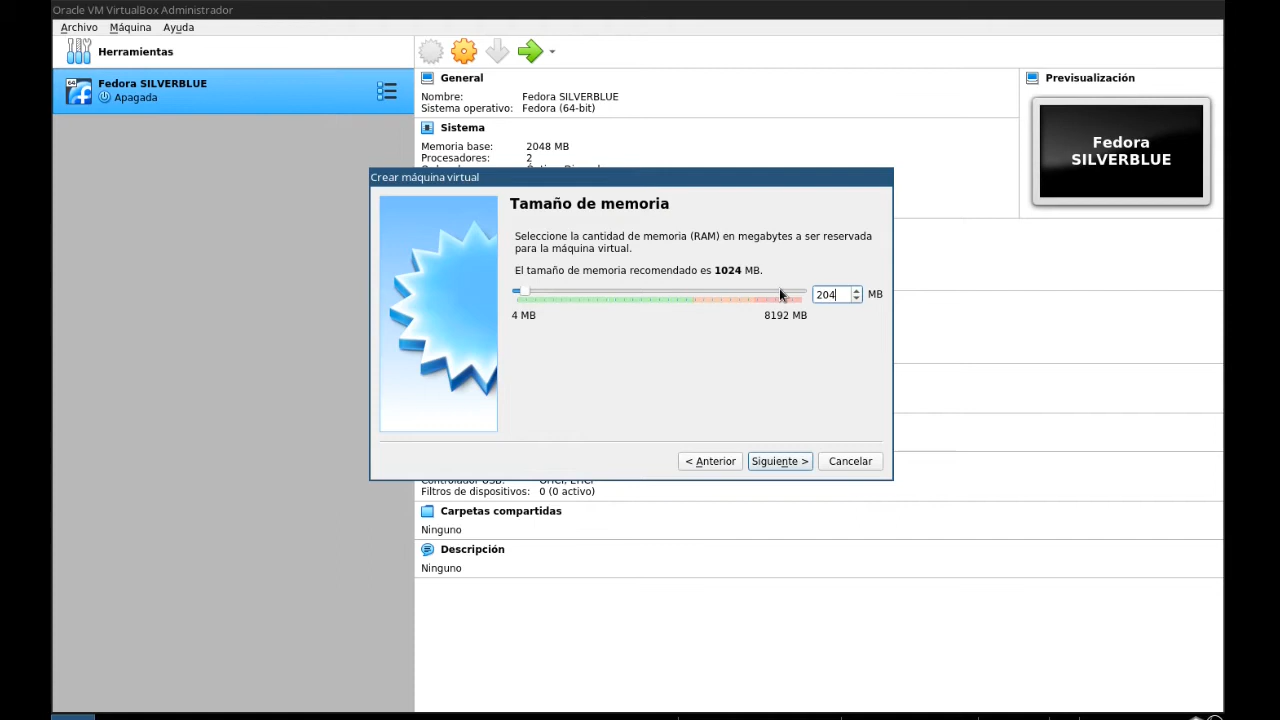 Oracle VM VirtualBox Administrador
Archivo Máquina Ayuda
Herramientas
64
Fedora SILVERBLUE
Apagada
General
Nombre: Fedora SILVERBLUE
Sistema operativo: Fedora (64-bit)
Sistema
Memoria base: 2048 MB
Procesadores: 2
Previsualización
Fedora
SILVERBLUE
Crear máquina virtual
Tamaño de memoria
Seleccione la cantidad de memoria (RAM) en megabytes a ser reservada
para la máquina virtual.
El tamaño de memoria recomendado es 1024 MB.
204 MB
4 MB 8192 MB
< Anterior Siguiente > Cancelar
Filtros de dispositivos: 0 (0 activo)
Carpetas compartidas
Ninguno
Descripción
Ninguno